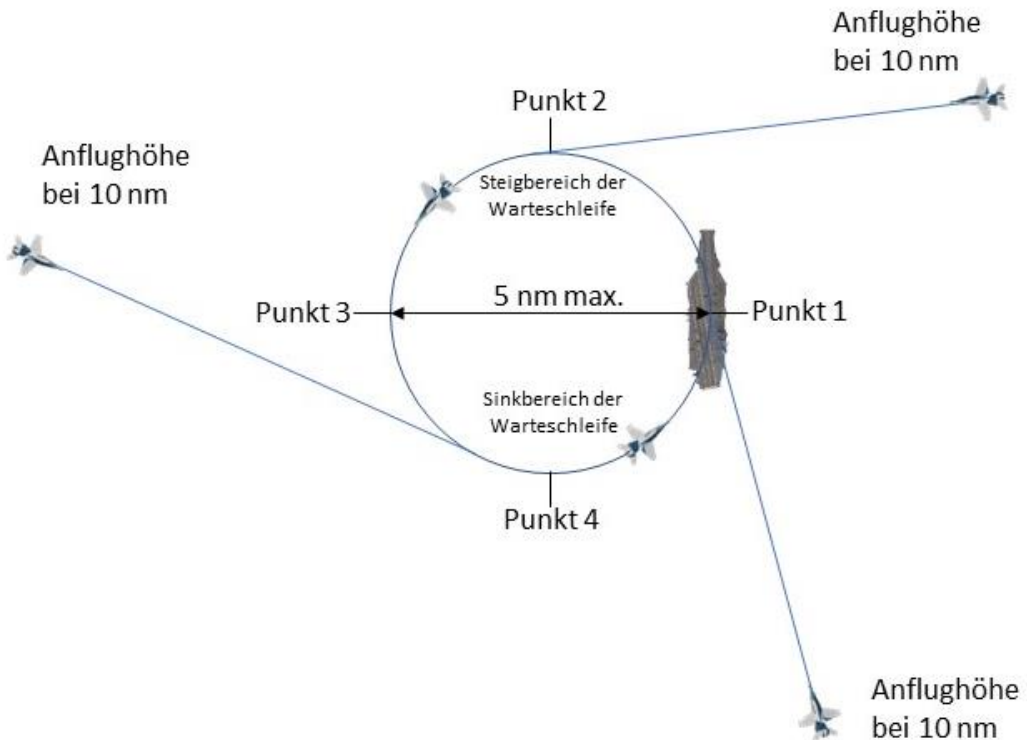 Anflughöhe
bei 10 nm
Punkt 2
Anflughöhe
bei 10 nm
Steigbereich der
Warteschleife
Punkt 3
5 nm max.
Punkt 1
Sinkbereich der
Warteschleife
Punkt 4
Anflughöhe
bei 10 nm